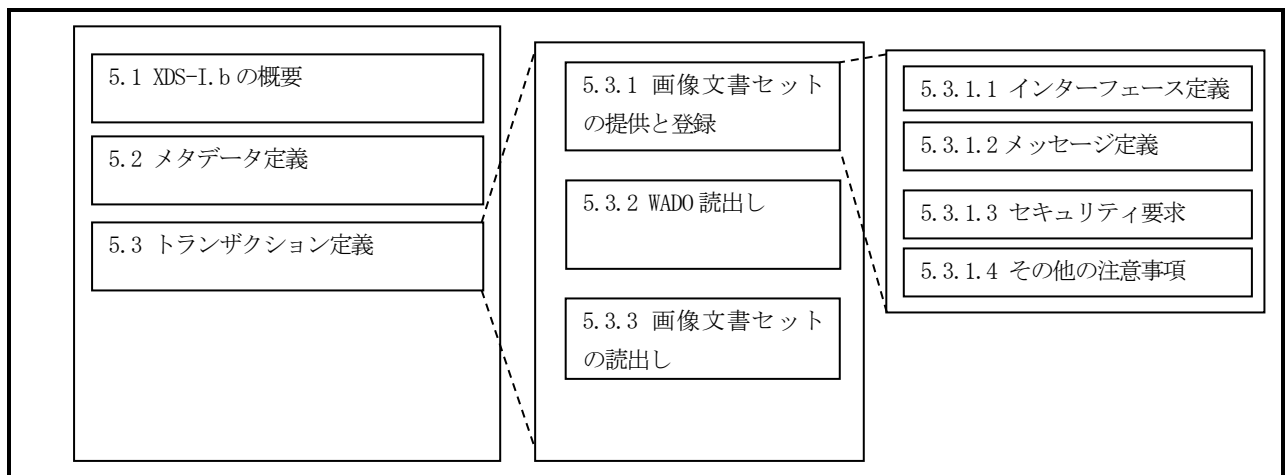 5.1 XDS-I.b の概要
5.2 メタデータ定義
5.3 トランザクション定義
5.3.1 画像文書セット
の提供と登録
5.3.2 WADO 読出し
5.3.3 画像文書セット
の読出し
5.3.1.1 インターフェース定義
5.3.1.2 メッセージ定義
5.3.1.3 セキュリティ要求
5.3.1.4 その他の注意事項